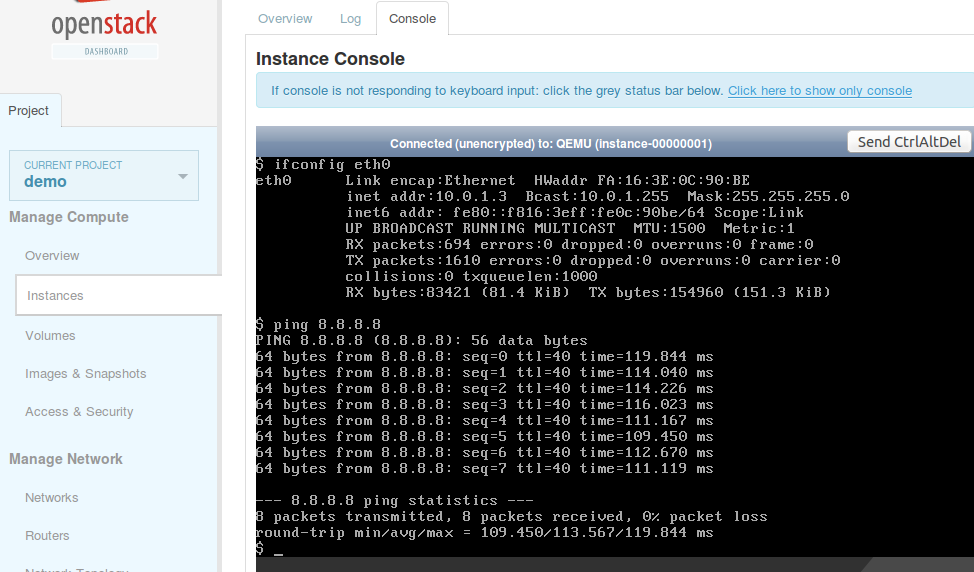 openstack
DASHBOARD
Project
CURRENT PROJECT
demo
Manage Compute
Overview
Instances
Volumes
Images & Snapshots
Access & Security
Manage Network
Networks
Routers
Network Topology
Overview Log Console
Instance Console
If console is not responding to keyboard input: click the grey status bar below. Click here to show only console
Connected (unencrypted) to: QEMU (instance-00000001) Send CtrlAltDel
$ ifconfig eth0
eth0 Link encap:Ethernet HWaddr FA:16:3E:0C:90:BE
inet addr:10.0.1.3 Bcast:10.0.1.255 Mask:255.255.255.0
inet6 addr: fe80::f816:3eff:fe0c:90be/64 Scope:Link
UP BROADCAST RUNNING MULTICAST MTU:1500 Metric:1
RX packets:694 errors:0 dropped:0 overruns:0 frame:0
TX packets:1610 errors:0 dropped:0 overruns:0 carrier:0
collisions:0 txqueuelen:1000
RX bytes:83421 (81.4 KiB) TX bytes:154960 (151.3 KiB)
$ ping 8.8.8.8
PING 8.8.8.8 (8.8.8.8): 56 data bytes
64 bytes from 8.8.8.8: seq=0 ttl=40 time=119.844 ms
64 bytes from 8.8.8.8: seq=1 ttl=40 time=114.040 ms
64 bytes from 8.8.8.8: seq=2 ttl=40 time=114.226 ms
64 bytes from 8.8.8.8: seq=3 ttl=40 time=116.023 ms
64 bytes from 8.8.8.8: seq=4 ttl=40 time=111.167 ms
64 bytes from 8.8.8.8: seq=5 ttl=40 time=109.450 ms
64 bytes from 8.8.8.8: seq=6 ttl=40 time=112.670 ms
64 bytes from 8.8.8.8: seq=7 ttl=40 time=111.119 ms
--- 8.8.8.8 ping statistics ---
8 packets transmitted, 8 packets received, 0% packet loss
round-trip min/avg/max = 109.450/113.567/119.844 ms
$ _